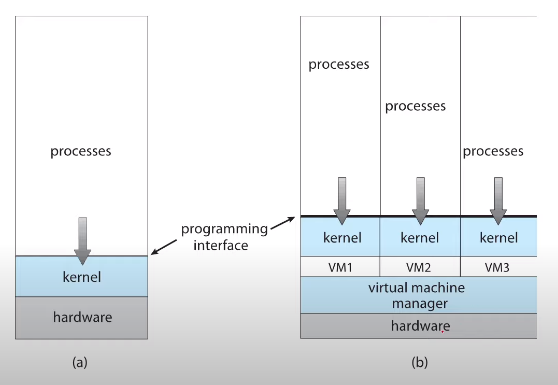 processes
programming
interface
kernel
hardware
(a)
processes
processes
processes
kernel
kernel
kernel
VM1
VM2
VM3
virtual machine
manager
hardware
(b)